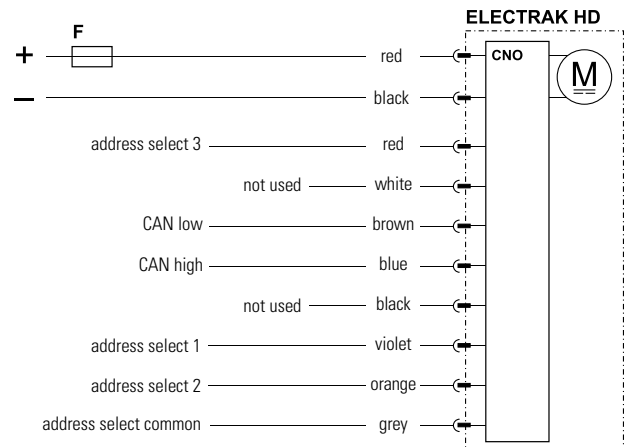 ELECTRAK HD
F
CNO
+ red
M
− black
address select 3 red
not used white
CAN low brown
CAN high blue
not used black
address select 1 violet
address select 2 orange
address select common grey